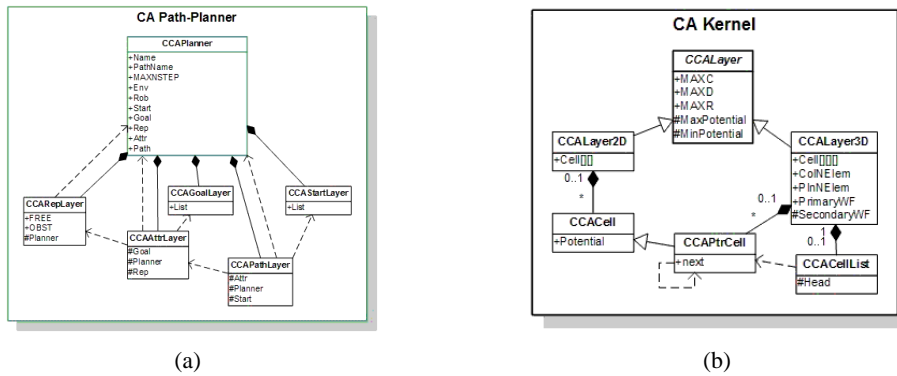 CA Path-Planner
CCAPlanner
+Name
+PathName
+MAXNSTEP
+Env
+Rob
+Start
+Goal
+Rep
+Attr
+Path
CCARepLayer
+FREE
+OBST
#Planner
CCAAttrLayer
#Goal
#Planner
#Rep
CCAGoalLayer
+List
CCAPathLayer
#Attr
#Planner
#Start
CCAStartLayer
+List
(a)
CA Kernel
CCALayer
+MAXC
+MAXD
+MAXR
#MaxPotential
#MinPotential
CCALayer2D
+Cell[][]
0..1
*
CCACell
+Potential
CCALayer3D
+Cell[][][]
+ColNElem
+PlnNElem
+PrimaryWF
#SecondaryWF
0..1
*
1
0..1
CCAPtrCell
+next
CCACellList
#Head
(b)